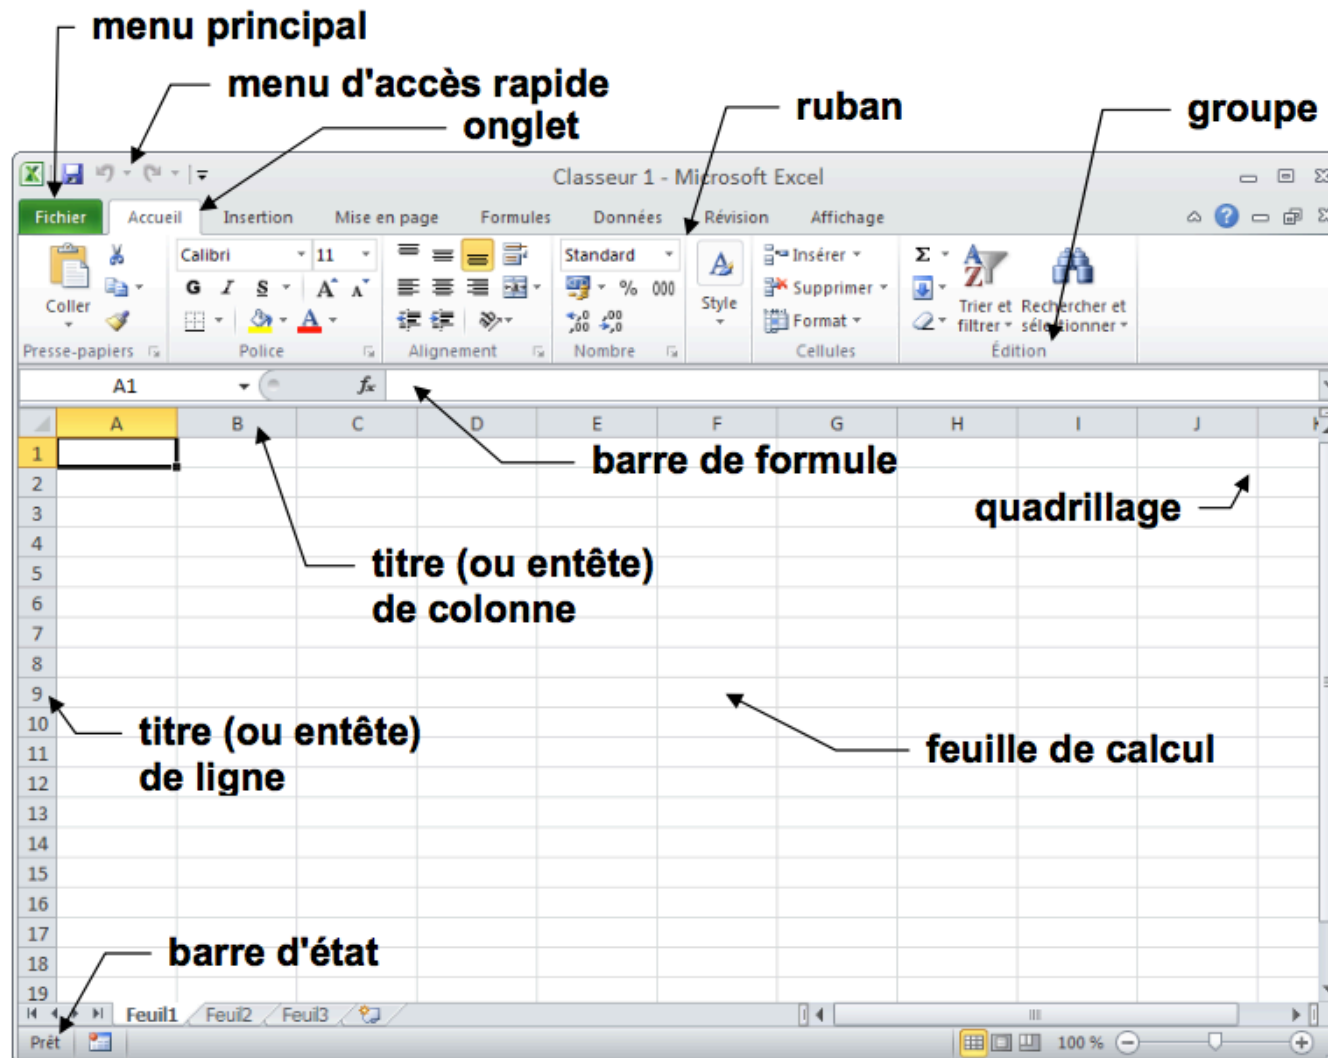 menu principal
menu d'accès rapide
onglet
ruban
groupe
Classeur 1 - Microsoft Excel
Fichier Accueil Insertion Mise en page Formules Données Révision Affichage
Calibri 11 Standard Insérer Σ
Coller G I S A A % 000 Style Supprimer Trier et filtrer Rechercher et sélectionner
A Format
Presse-papiers Police Alignement Nombre Cellules Édition
A1 fx
A B C D E F G H I J
1
barre de formule
2
quadrillage
3
4
titre (ou entête)
5
de colonne
6
7
8
9
10
titre (ou entête)
11
feuille de calcul
de ligne
12
13
14
15
16
17
barre d'état
18
19
Feuil1 Feuil2 Feuil3
Prêt 100 %